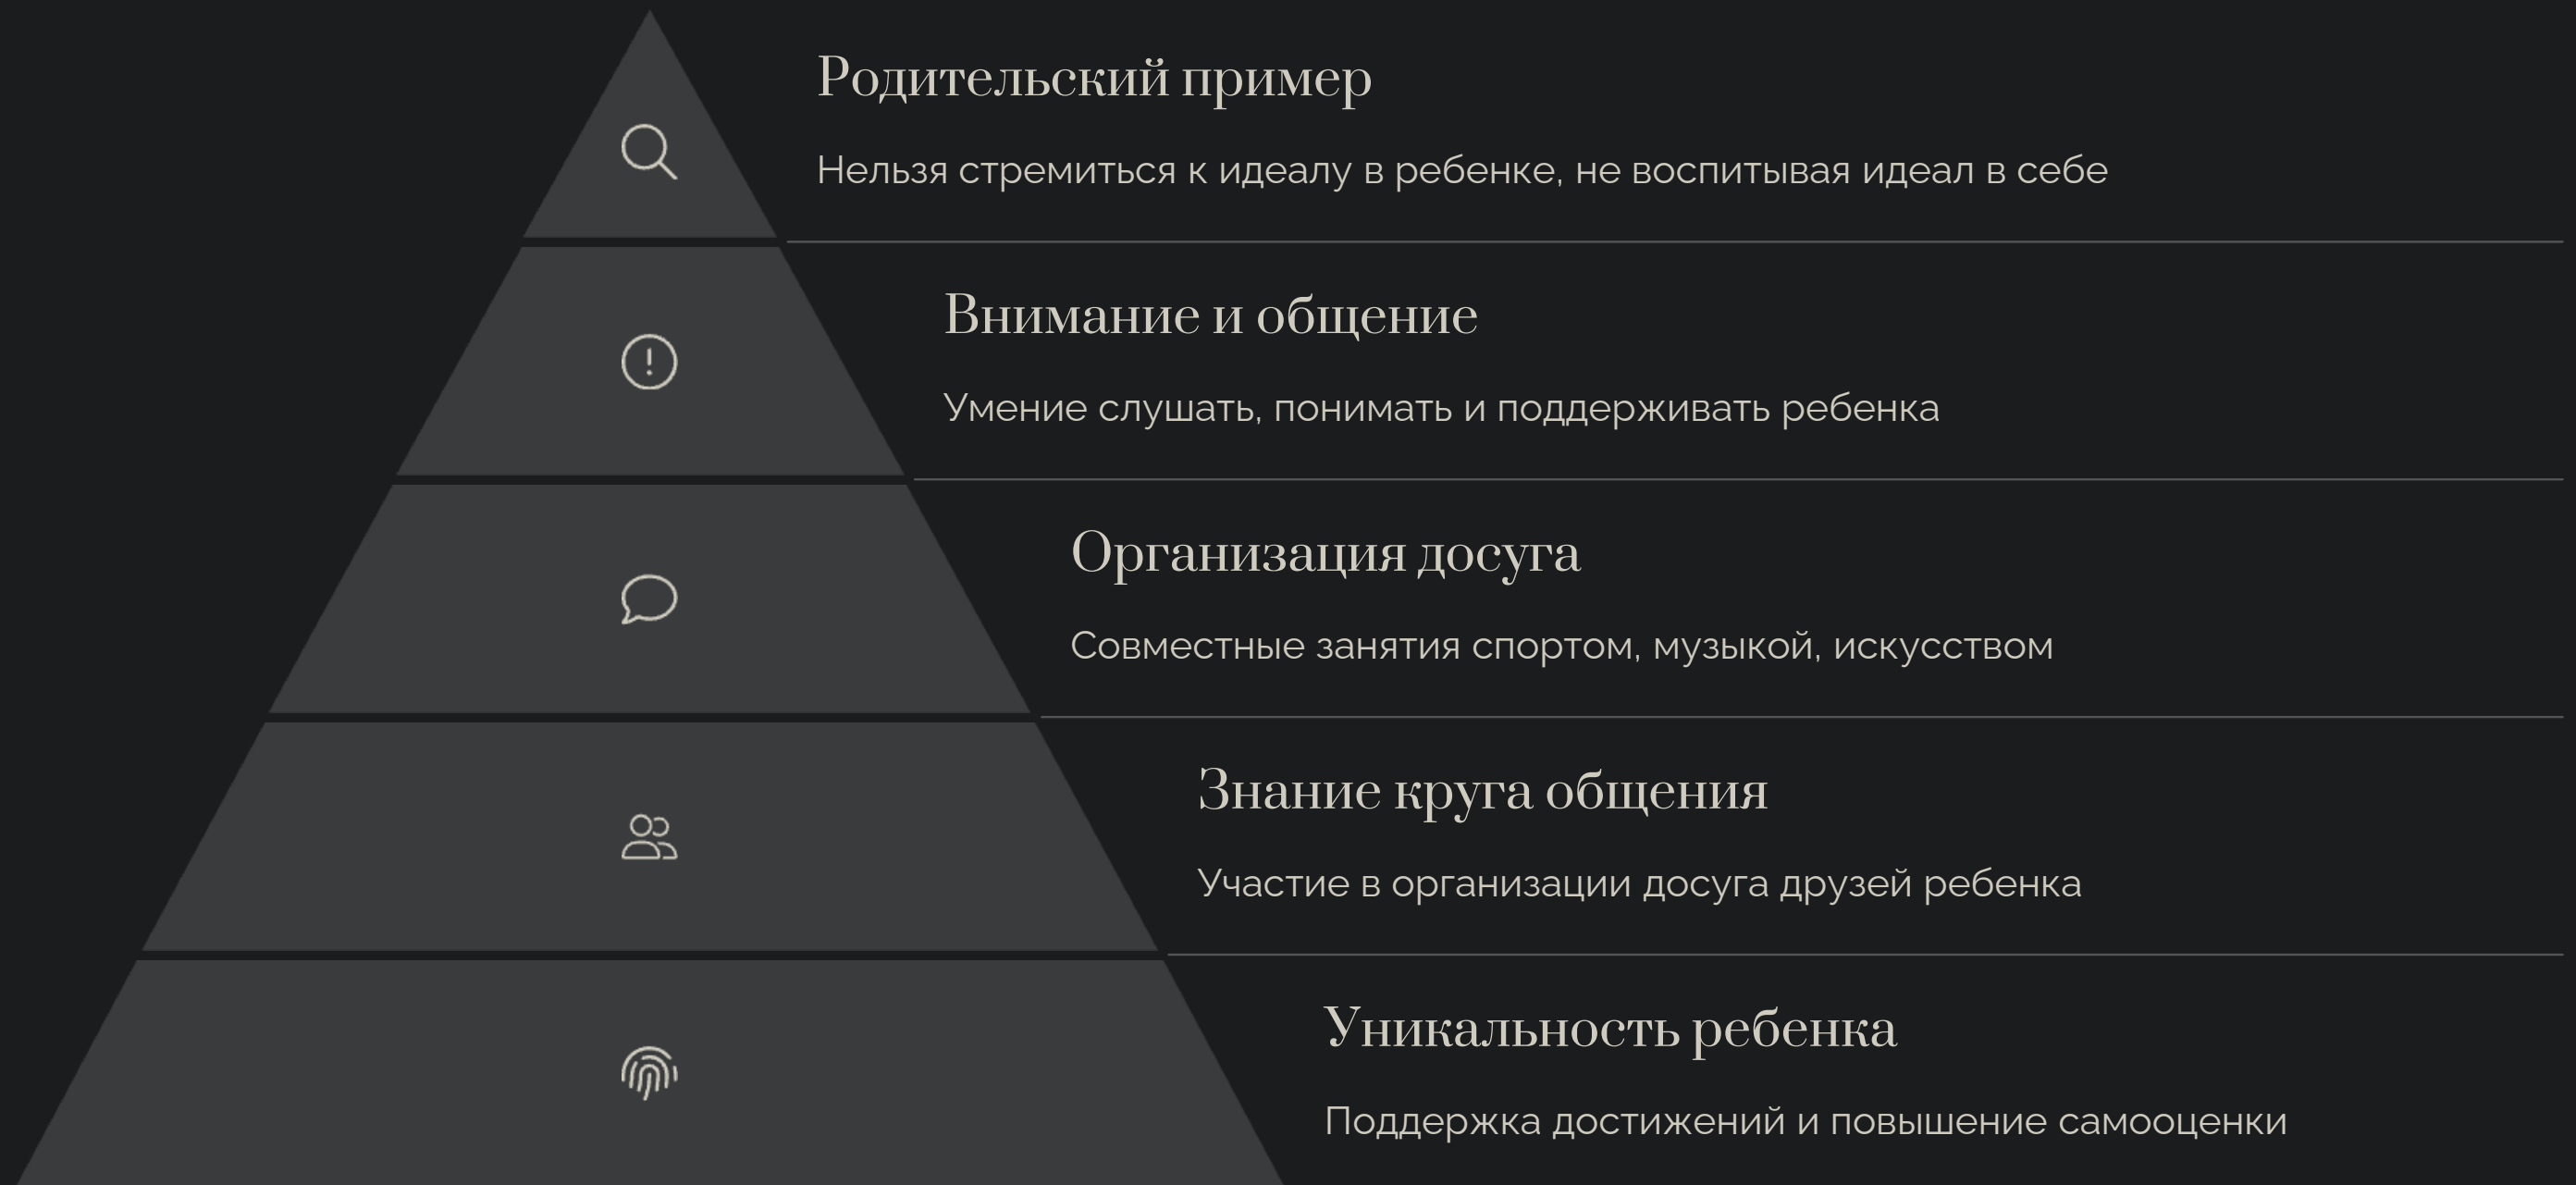 Родительский пример
Нельзя стремиться к идеалу в ребенке, не воспитывая идеал в себе
Внимание и общение
Умение слушать, понимать и поддерживать ребенка
Организация досуга
Совместные занятия спортом, музыкой, искусством
Знание круга общения
Участие в организации досуга друзей ребенка
Уникальность ребенка
Поддержка достижений и повышение самооценки